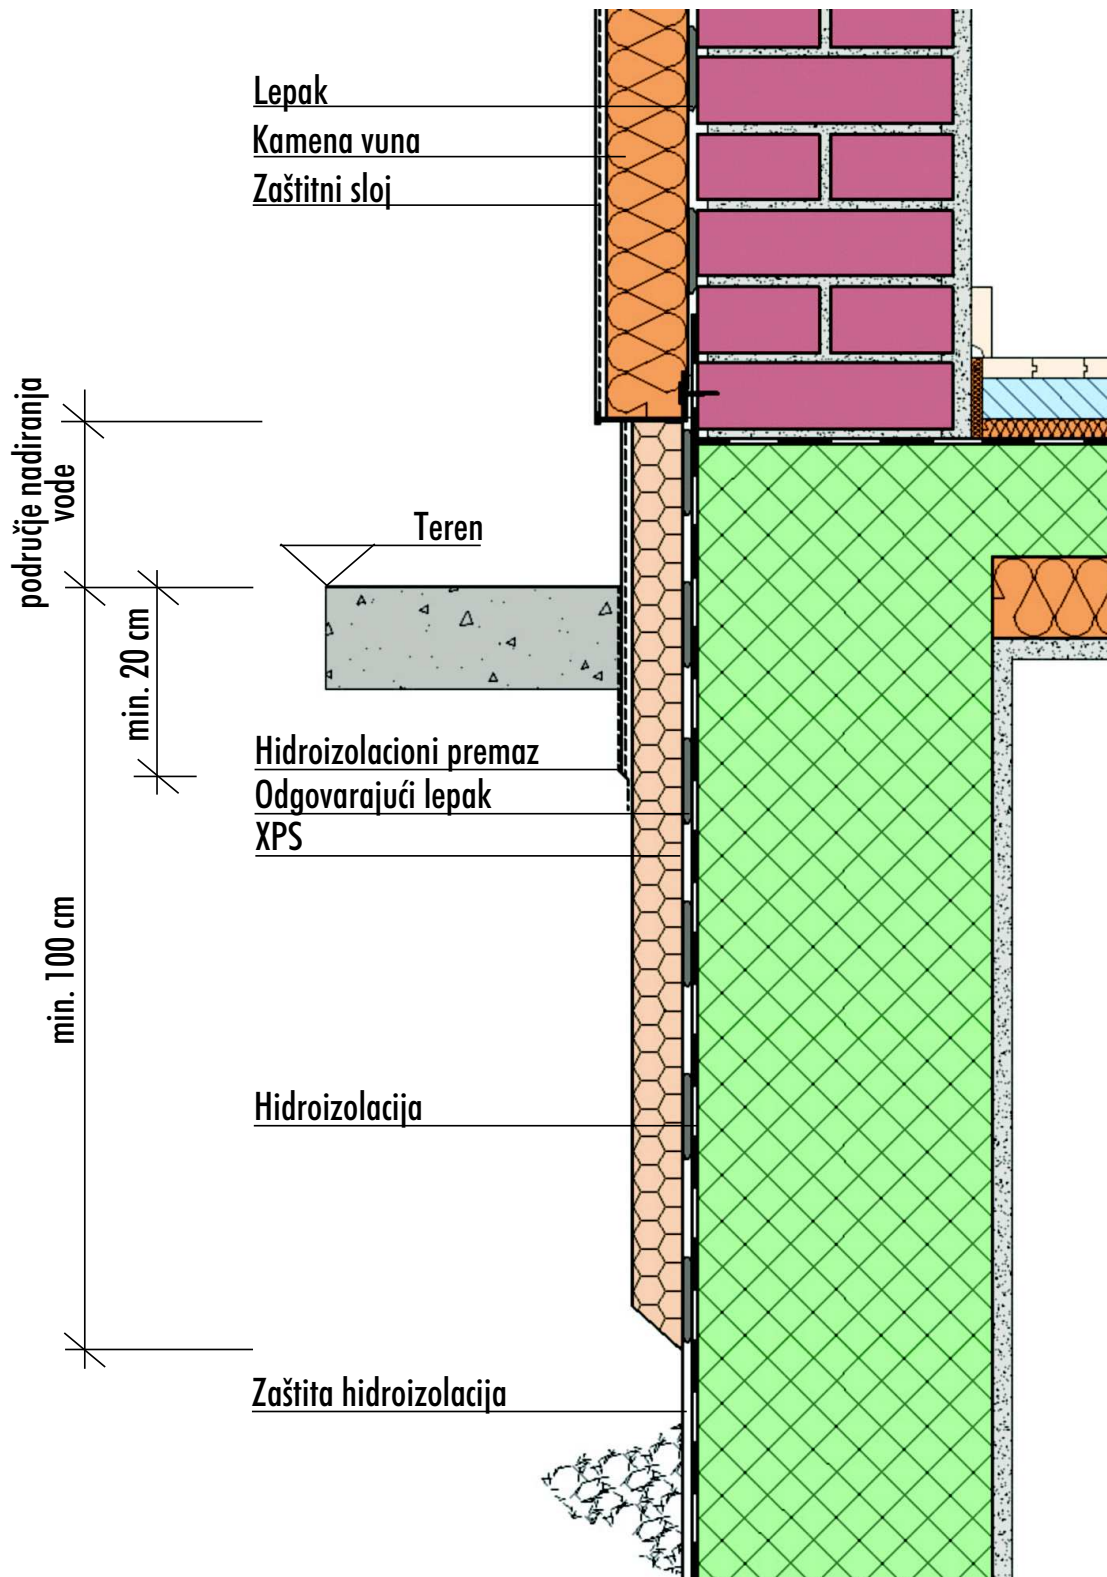 Lepak
Kamena vuna
Zaštitni sloj
područje nadiranja
vode
Teren
min. 20 cm
Hidroizolacioni premaz
Odgovarajući lepak
XPS
min. 100 cm
Hidroizolacija
Zaštita hidroizolacija